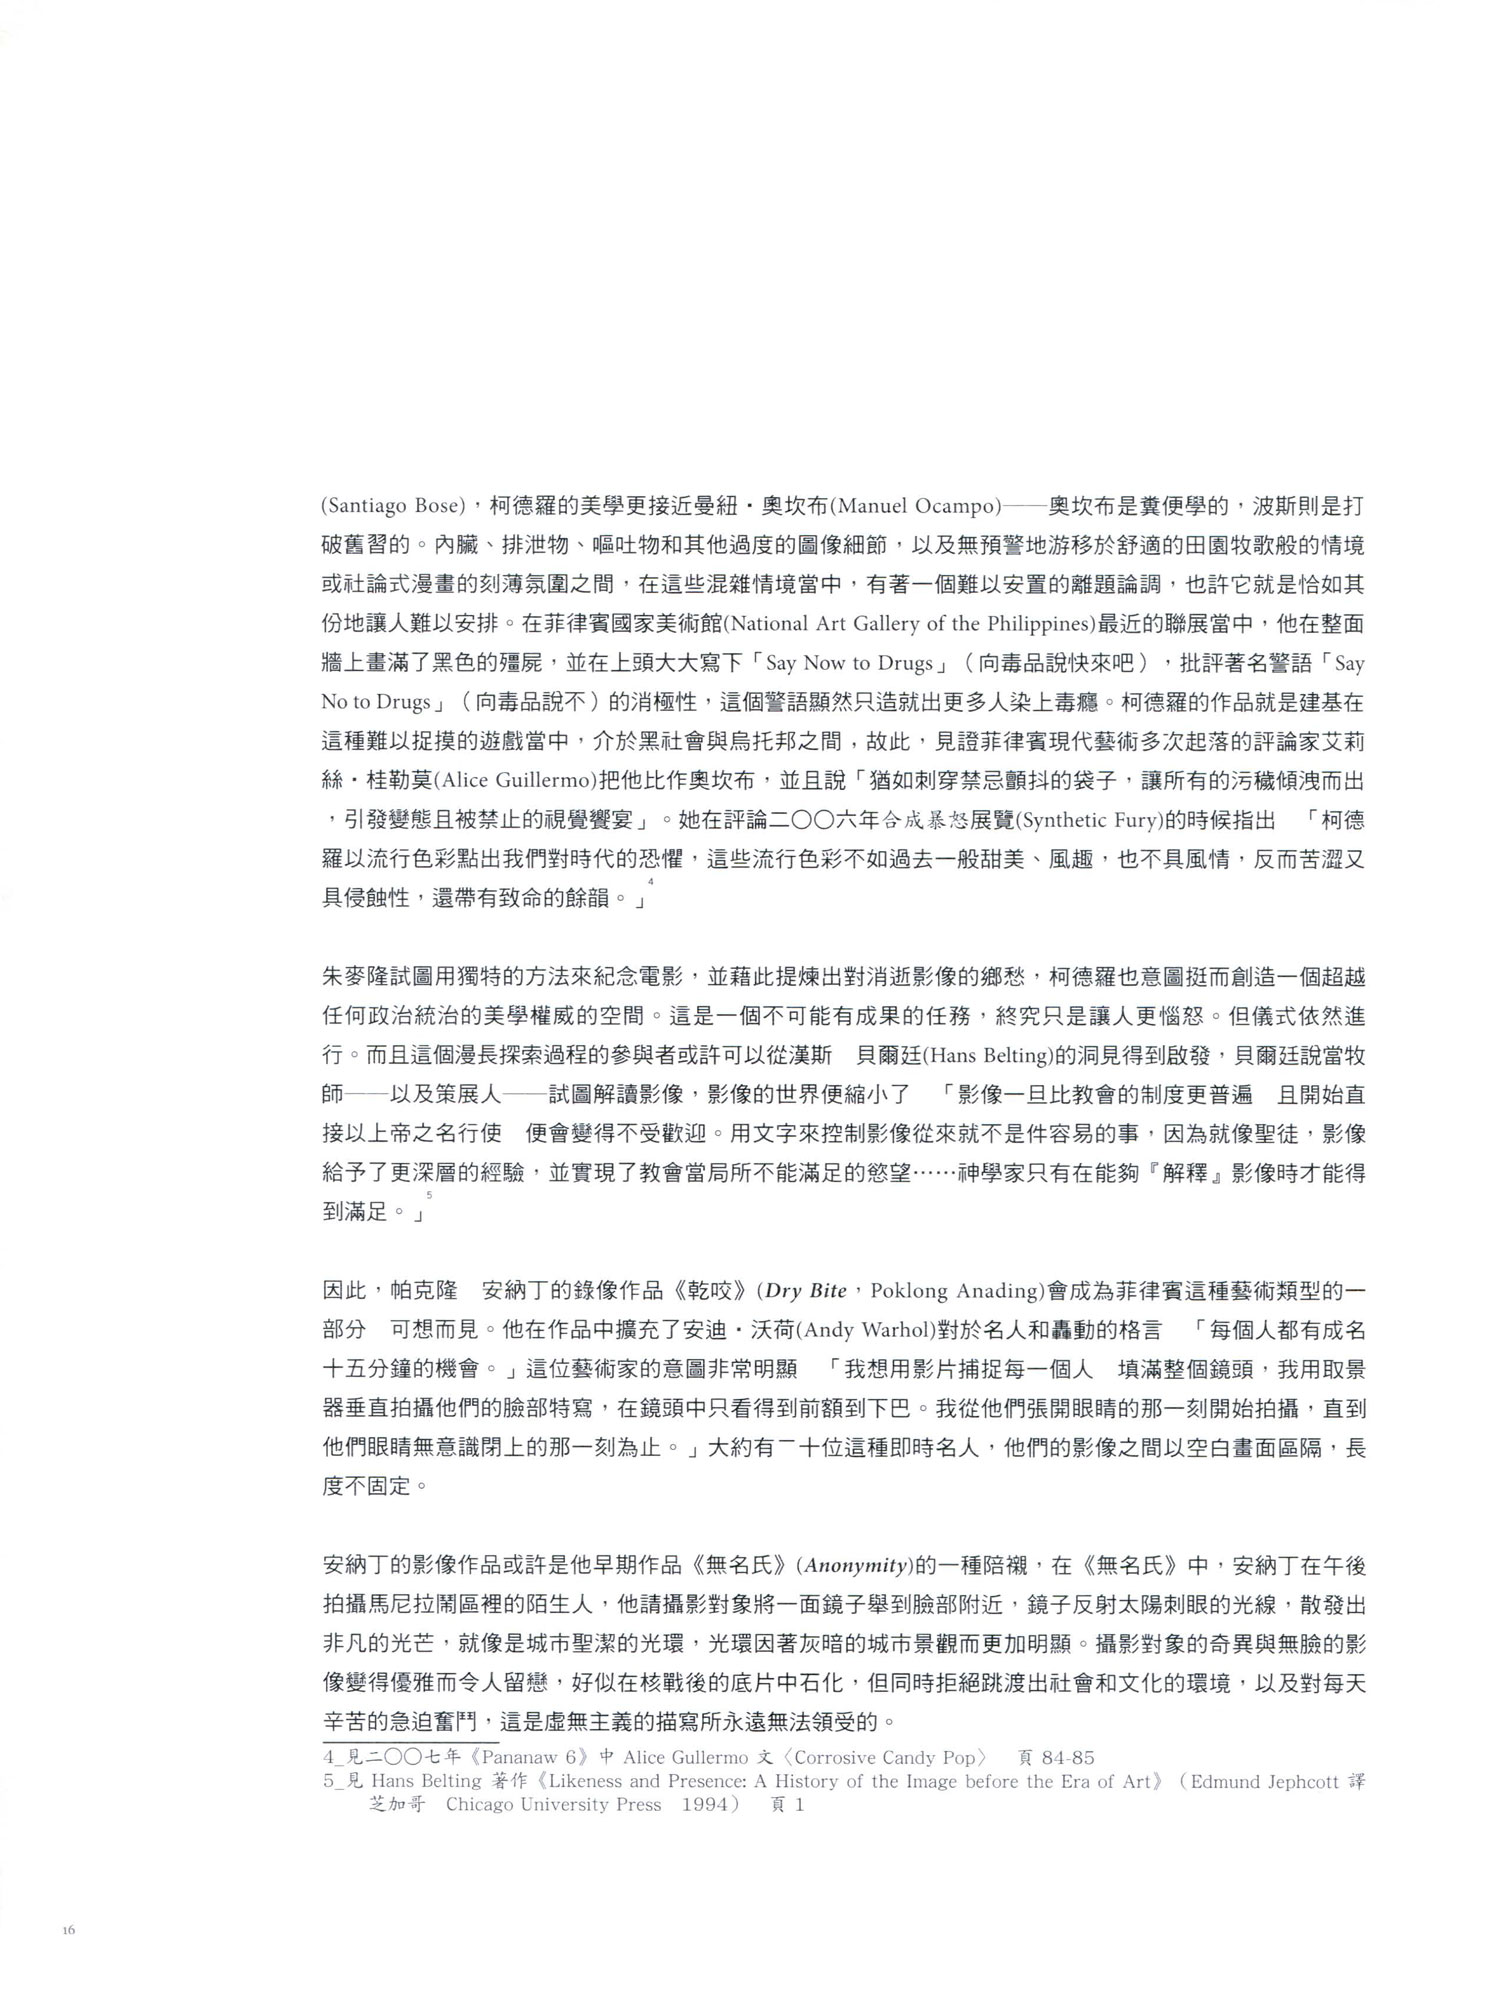 (Santiago Bose)，柯德羅的美學更接近曼紐・奧坎布(Manuel Ocampo)——奧坎布是糞便學的，波斯則是打
破舊習的。內臟、排泄物、嘔吐物和其他過度的圖像細節，以及無預警地游移於舒適的田園牧歌般的情境
或社論式漫畫的刻薄氛圍之間，在這些混雜情境當中，有著一個難以安置的離題論調，也許它就是恰如其
份地讓人難以安排。在菲律賓國家美術館(National Art Gallery of the Philippines)最近的聯展當中，他在整面
牆上畫滿了黑色的殭屍，並在上頭大大寫下「Say Now to Drugs」（向毒品說快來吧），批評著名警語「Say
No to Drugs」（向毒品說不）的消極性，這個警語顯然只造就出更多人染上毒癮。柯德羅的作品就是建基在
這種難以捉摸的遊戲當中，介於黑社會與烏托邦之間，故此，見證菲律賓現代藝術多次起落的評論家艾莉
絲・桂勒莫(Alice Guillermo)把他比作奧坎布，並且說「猶如刺穿禁忌顫抖的袋子，讓所有的污穢傾洩而出
，引發變態且被禁止的視覺饗宴」。她在評論二〇〇六年合成暴怒展覽(Synthetic Fury)的時候指出　「柯德
羅以流行色彩點出我們對時代的恐懼，這些流行色彩不如過去一般甜美、風趣，也不具風情，反而苦澀又
具侵蝕性，還帶有致命的餘韻。」4
朱麥隆試圖用獨特的方法來紀念電影，並藉此提煉出對消逝影像的鄉愁，柯德羅也意圖挺而創造一個超越
任何政治統治的美學權威的空間。這是一個不可能有成果的任務，終究只是讓人更惱怒。但儀式依然進
行。而且這個漫長探索過程的參與者或許可以從漢斯　貝爾廷(Hans Belting)的洞見得到啟發，貝爾廷說當牧
師——以及策展人——試圖解讀影像，影像的世界便縮小了　「影像一旦比教會的制度更普遍　且開始直
接以上帝之名行使　便會變得不受歡迎。用文字來控制影像從來就不是件容易的事，因為就像聖徒，影像
給予了更深層的經驗，並實現了教會當局所不能滿足的慾望⋯⋯神學家只有在能夠『解釋』影像時才能得
到滿足。」5
因此，帕克隆　安納丁的錄像作品《乾咬》(Dry Bite，Poklong Anading)會成為菲律賓這種藝術類型的一
部分　可想而見。他在作品中擴充了安迪・沃荷(Andy Warhol)對於名人和轟動的格言　「每個人都有成名
十五分鐘的機會。」這位藝術家的意圖非常明顯　「我想用影片捕捉每一個人　填滿整個鏡頭，我用取景
器垂直拍攝他們的臉部特寫，在鏡頭中只看得到前額到下巴。我從他們張開眼睛的那一刻開始拍攝，直到
他們眼睛無意識閉上的那一刻為止。」大約有二十位這種即時名人，他們的影像之間以空白畫面區隔，長
度不固定。
安納丁的影像作品或許是他早期作品《無名氏》(Anonymity)的一種陪襯，在《無名氏》中，安納丁在午後
拍攝馬尼拉鬧區裡的陌生人，他請攝影對象將一面鏡子舉到臉部附近，鏡子反射太陽刺眼的光線，散發出
非凡的光芒，就像是城市聖潔的光環，光環因著灰暗的城市景觀而更加明顯。攝影對象的奇異與無臉的影
像變得優雅而令人留戀，好似在核戰後的底片中石化，但同時拒絕跳渡出社會和文化的環境，以及對每天
辛苦的急迫奮鬥，這是虛無主義的描寫所永遠無法領受的。
4_見二〇〇七年《Pananaw 6》中 Alice Gullermo 文〈Corrosive Candy Pop〉　頁 84-85
5_見 Hans Belting 著作《Likeness and Presence: A History of the Image before the Era of Art》（Edmund Jephcott 譯
芝加哥　Chicago University Press　1994）　頁 1
16